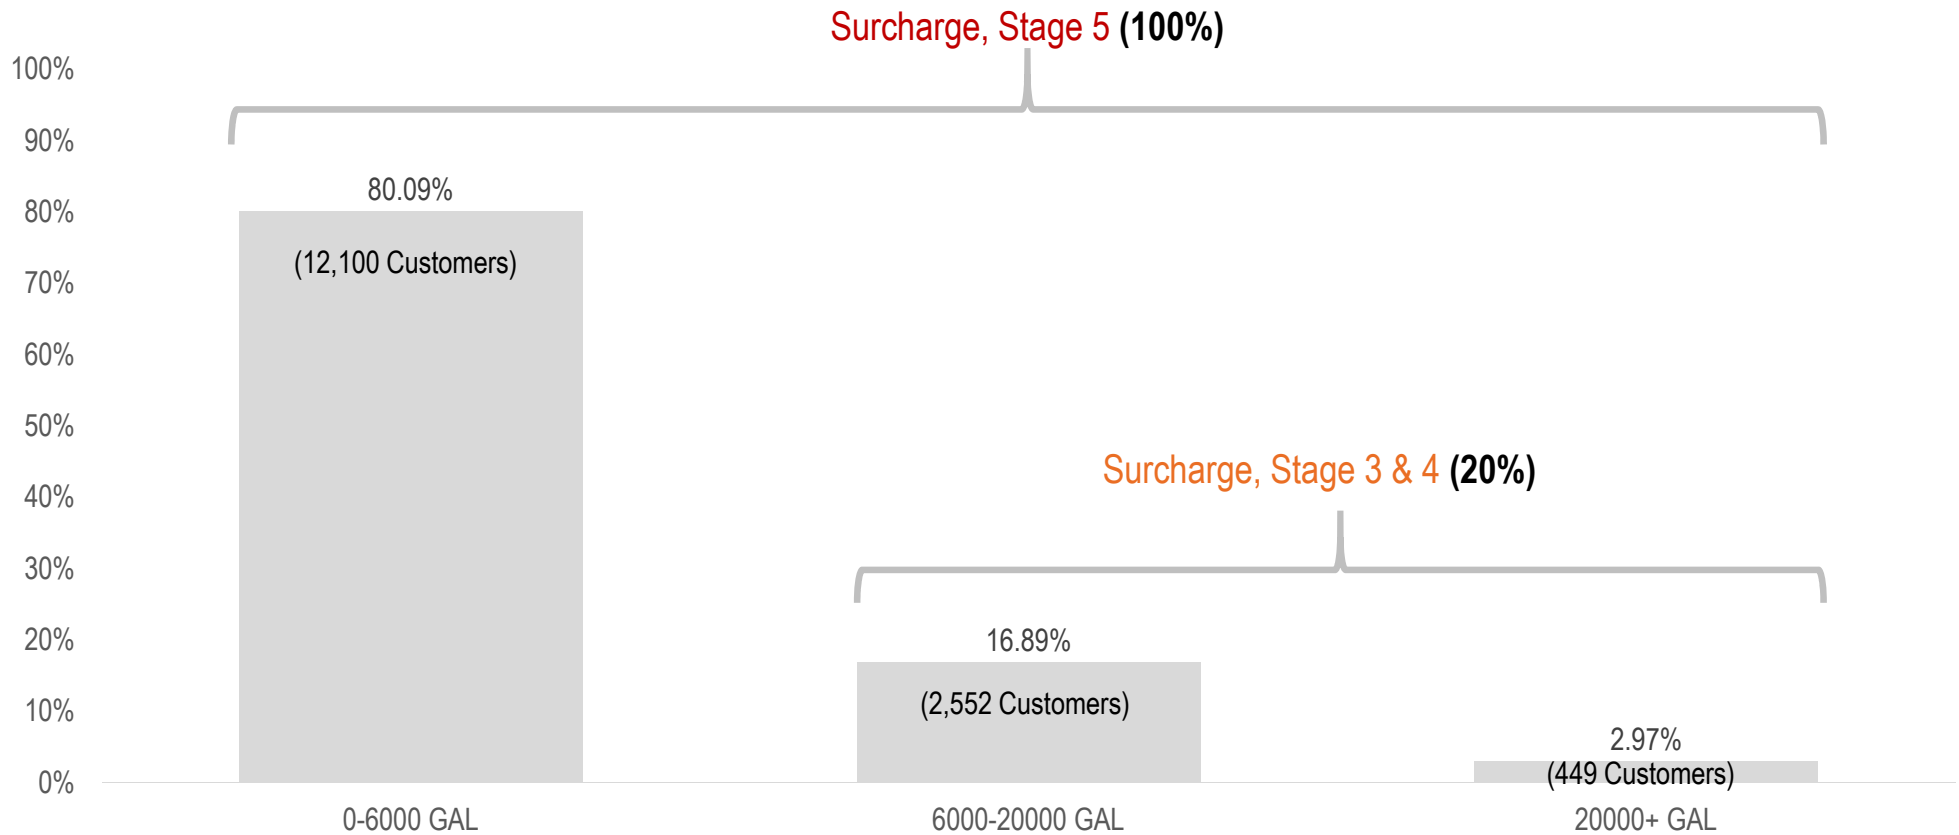 Surcharge, Stage 5 (100%)
100%
90%
80%
70%
60%
50%
40%
30%
20%
10%
0%
80.09%
(12,100 Customers)
Surcharge, Stage 3 & 4 (20%)
16.89%
(2,552 Customers)
2.97%
(449 Customers)
0-6000 GAL
6000-20000 GAL
20000+ GAL